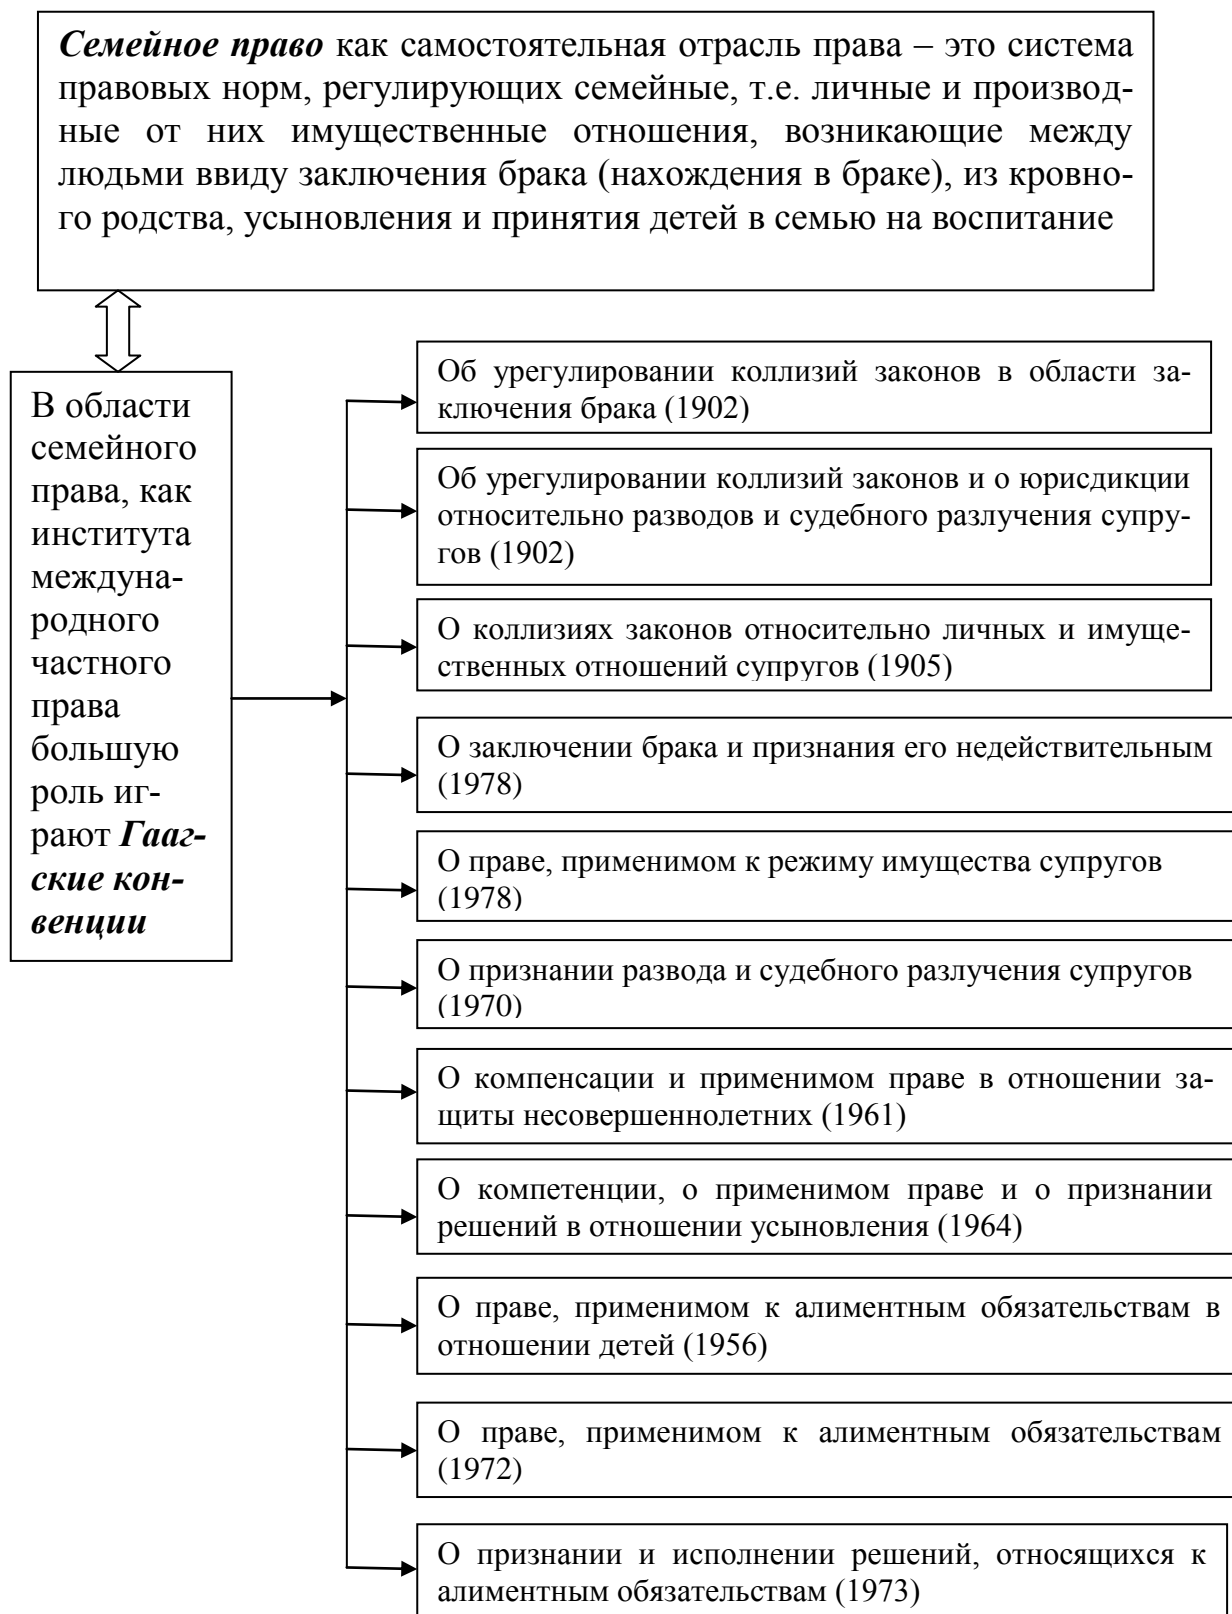 Семейное право как самостоятельная отрасль права – это система
правовых норм, регулирующих семейные, т.е. личные и производ-
ные от них имущественные отношения, возникающие между
людьми ввиду заключения брака (нахождения в браке), из кровно-
го родства, усыновления и принятия детей в семью на воспитание
В области
семейного
права, как
института
междуна-
родного
частного
права
большую
роль иг-
рают Гааг-
ские кон-
венции
Об урегулировании коллизий законов в области за-
ключения брака (1902)
Об урегулировании коллизий законов и о юрисдикции
относительно разводов и судебного разлучения супру-
гов (1902)
О коллизиях законов относительно личных и имуще-
ственных отношений супругов (1905)
О заключении брака и признания его недействительным
(1978)
О праве, применимом к режиму имущества супругов
(1978)
О признании развода и судебного разлучения супругов
(1970)
О компенсации и применимом праве в отношении за-
щиты несовершеннолетних (1961)
О компетенции, о применимом праве и о признании
решений в отношении усыновления (1964)
О праве, применимом к алиментным обязательствам в
отношении детей (1956)
О праве, применимом к алиментным обязательствам
(1972)
О признании и исполнении решений, относящихся к
алиментным обязательствам (1973)